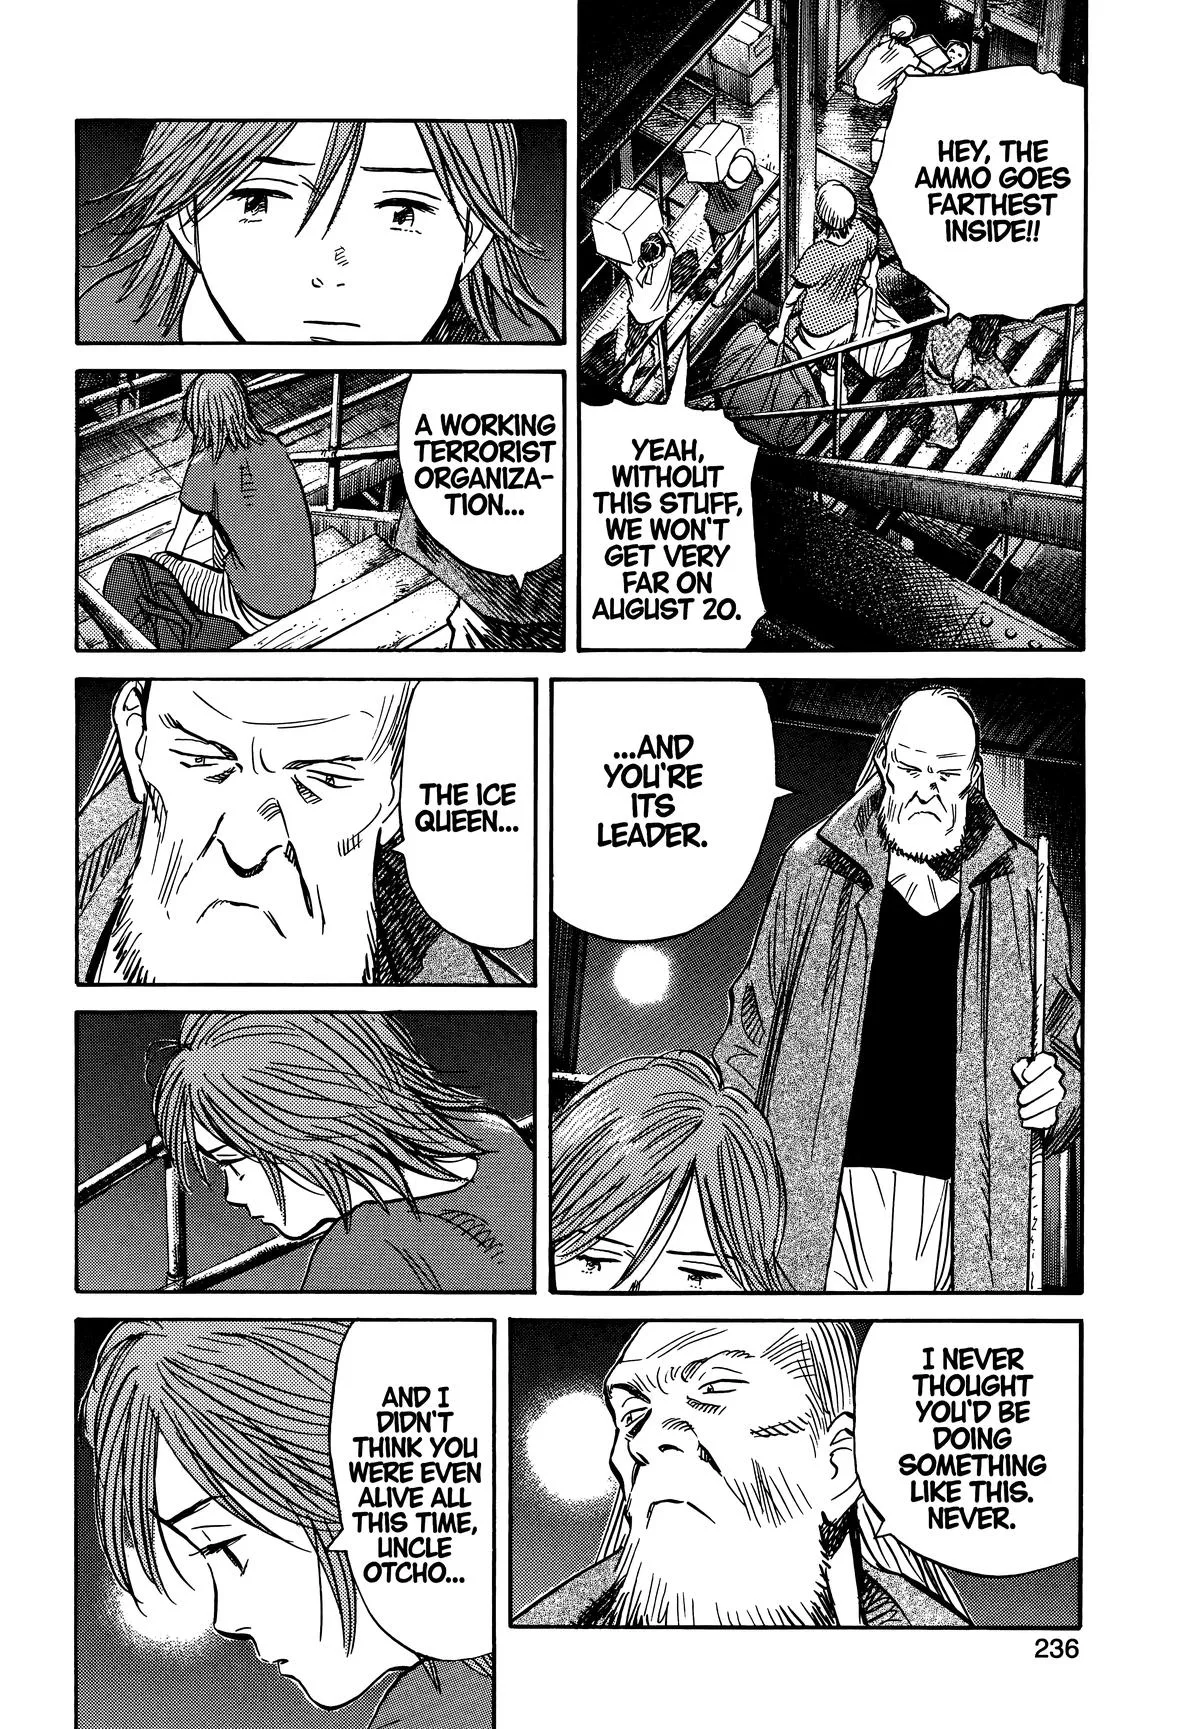 HEY, THE
AMMO GOES
FARTHEST
INSIDE!!
YEAH,
WITHOUT
THIS STUFF,
WE WON'T
GET VERY
FAR ON
AUGUST 20.
A WORKING
TERRORIST
ORGANIZA-
TION...
...AND
YOU'RE
ITS
LEADER.
THE ICE
QUEEN...
I NEVER
THOUGHT
YOU'D BE
DOING
SOMETHING
LIKE THIS.
NEVER.
AND I
DIDN'T
THINK YOU
WERE EVEN
ALIVE ALL
THIS TIME,
UNCLE
OTCHO...
236